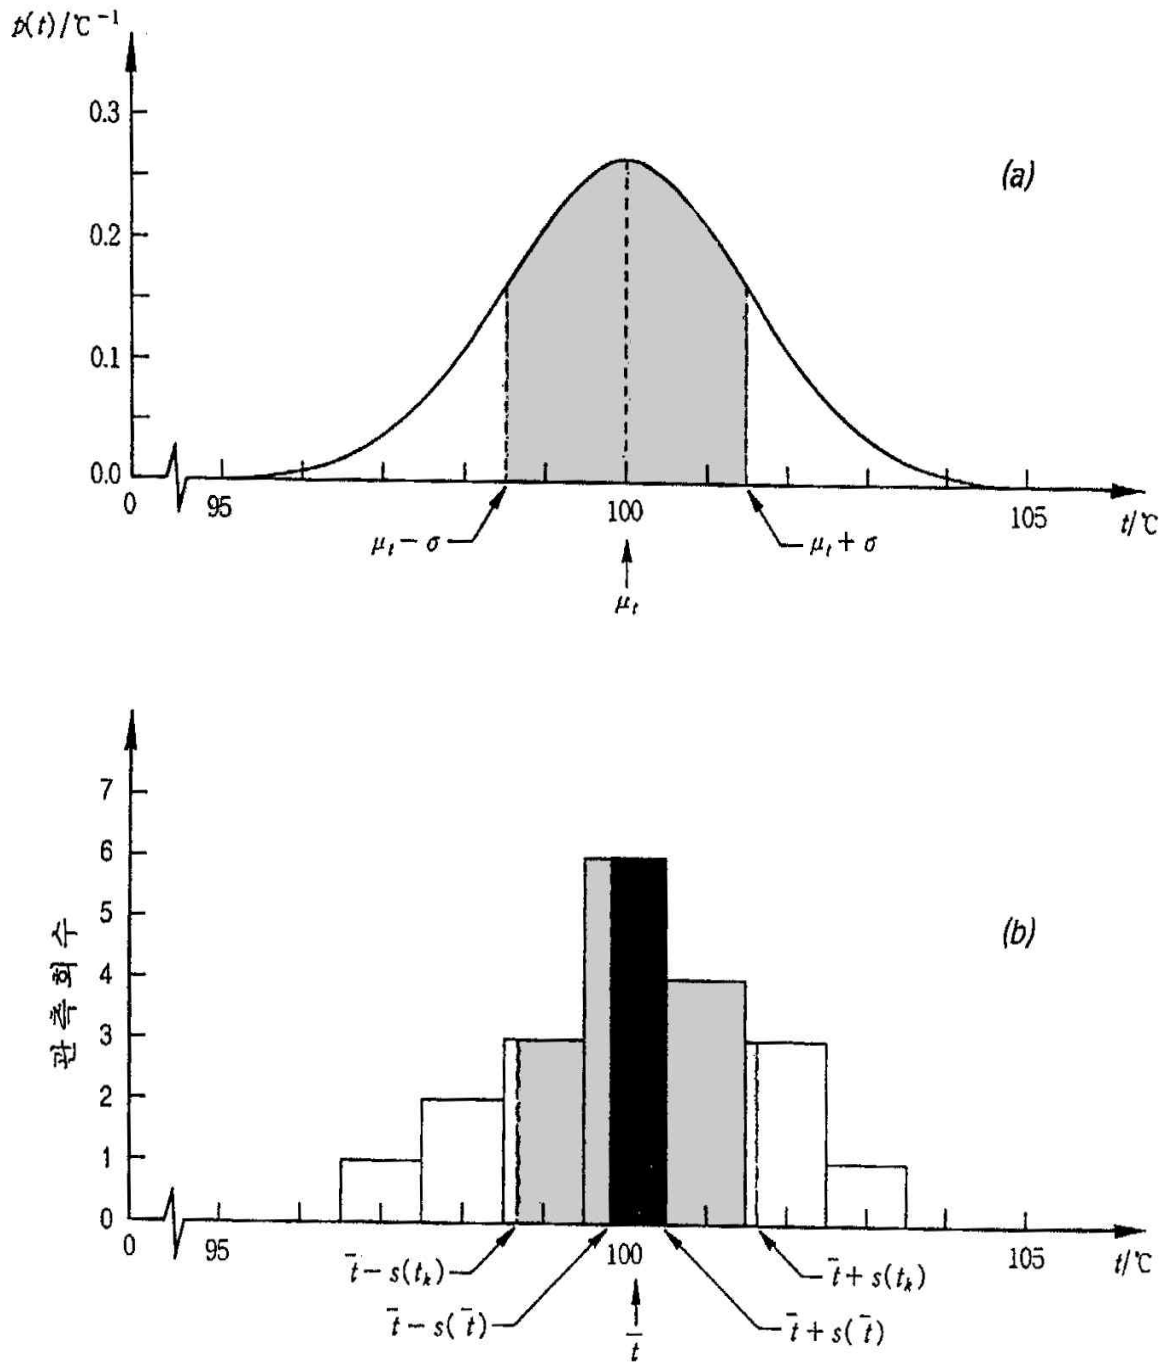 p(t)/℃⁻¹
0.3
(a)
0.2
0.1
0.0
0 95 100 105 t/℃
μₜ − σ μₜ + σ
μₜ
7
6
5
(b)
4
3
2
1
0
관측회수
0 95 100 105 t/℃
t̄ − s(tₖ) t̄ + s(tₖ)
t̄ − s(t̄) t̄ + s(t̄)
t̄